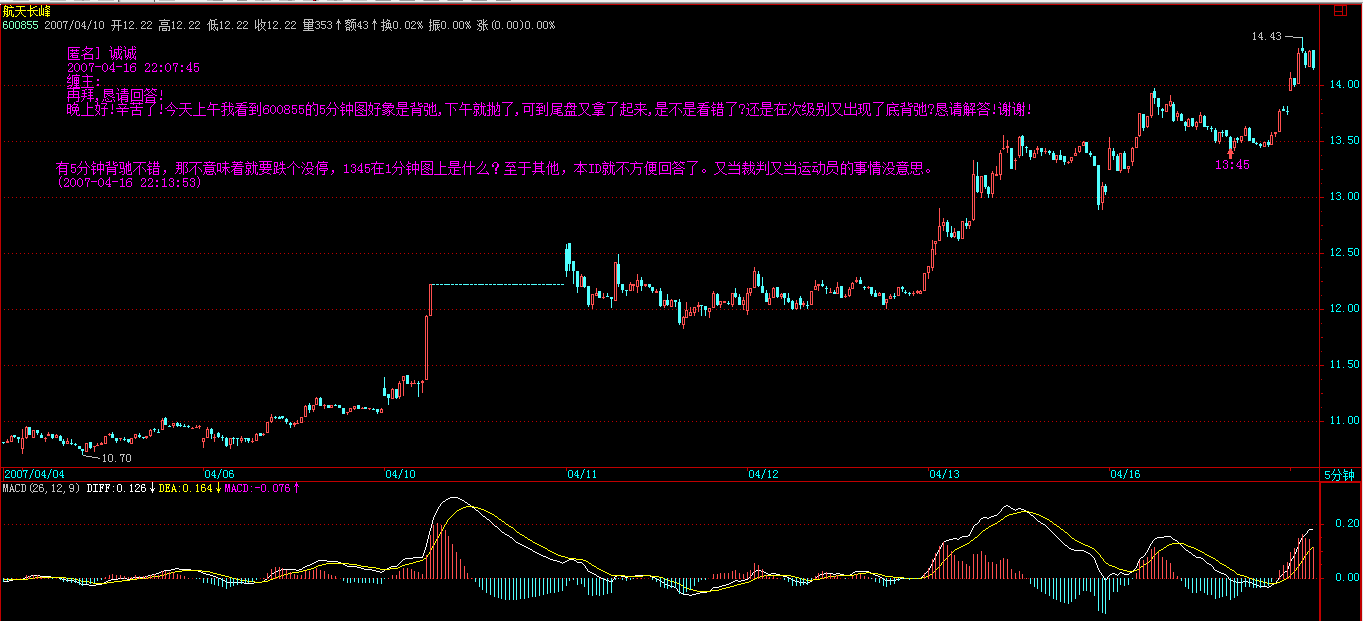 航天长峰
600855 2007/04/10 开12.22 高12.22 低12.22 收12.22 量353↑额43↑换0.02% 振0.00% 涨(0.00)0.00%
14.43
匿名] 诚诚
2007-04-16 22:07:45
缠主:
再拜,恳请回答!
晚上好!辛苦了!今天上午我看到600855的5分钟图好象是背弛,下午就抛了,可到尾盘又拿了起来,是不是看错了?还是在次级别又出现了底背弛?恳请解答!谢谢!
14.00
13.50
13:45
有5分钟背驰不错，那不意味着就要跌个没停，1345在1分钟图上是什么？至于其他，本ID就不方便回答了。又当裁判又当运动员的事情没意思。
(2007-04-16 22:13:53)
13.00
12.50
12.00
11.50
11.00
10.70
2007/04/04 04/06 04/10 04/11 04/12 04/13 04/16 5分钟
MACD(26,12,9) DIFF:0.126↓DEA:0.164↓MACD:-0.076↑
0.20
0.00